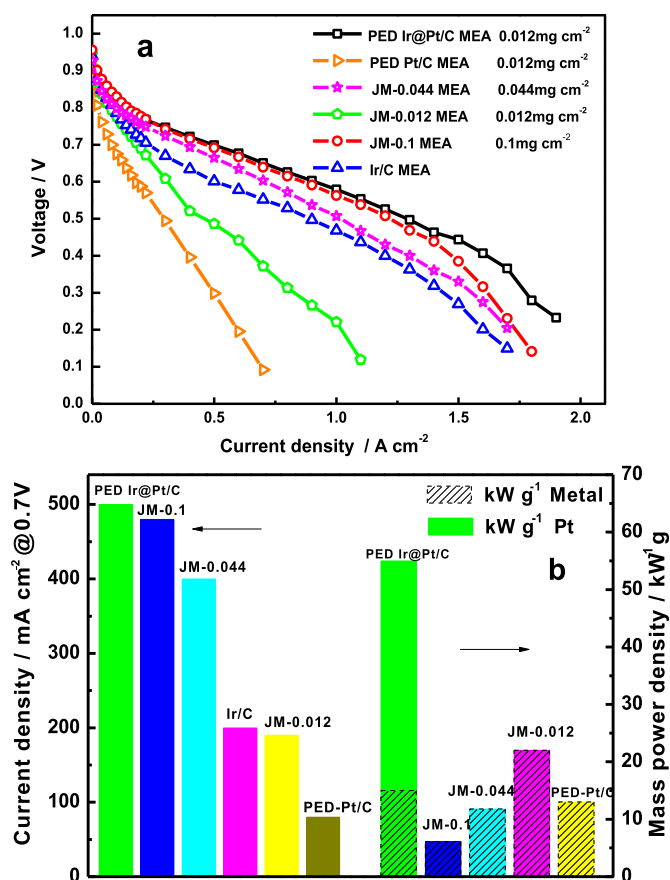 a
PED Ir@Pt/C MEA 0.012mg cm⁻²
PED Pt/C MEA 0.012mg cm⁻²
JM-0.044 MEA 0.044mg cm⁻²
JM-0.012 MEA 0.012mg cm⁻²
JM-0.1 MEA 0.1mg cm⁻²
Ir/C MEA
1.0
0.9
0.8
0.7
0.6
0.5
0.4
0.3
0.2
0.1
0.0
Voltage / V
0.0 0.5 1.0 1.5 2.0
Current density / A cm⁻²
b
kW g⁻¹ Metal
kW g⁻¹ Pt
500
400
300
200
100
0
Current density / mA cm⁻²@0.7V
PED Ir@Pt/C
JM-0.1
JM-0.044
Ir/C
JM-0.012
PED-Pt/C
PED Ir@Pt/C
JM-0.1
JM-0.044
JM-0.012
PED-Pt/C
70
60
50
40
30
20
10
0
Mass power density / kW¹g